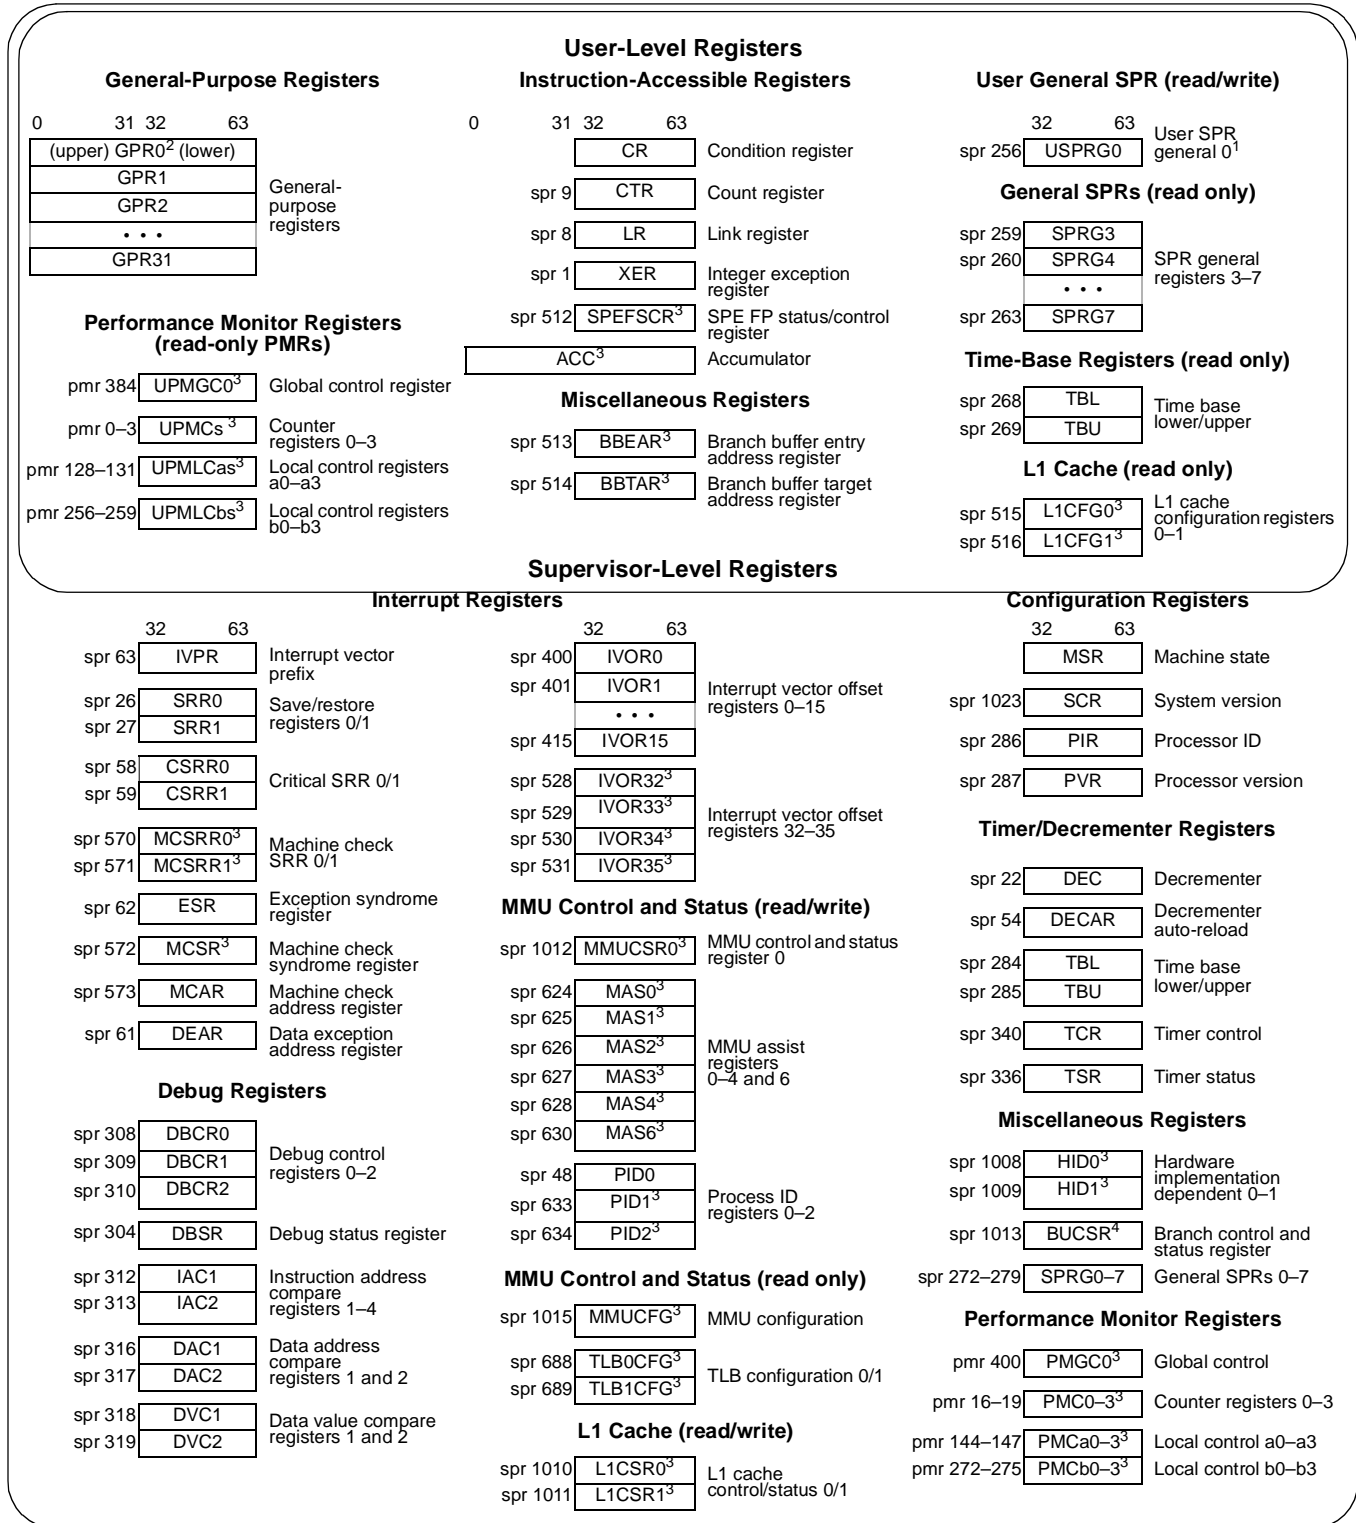 User-Level Registers
General-Purpose Registers
0 31 32 63
(upper) GPR0² (lower)
GPR1
GPR2
• • •
GPR31
General-
purpose
registers
Performance Monitor Registers
(read-only PMRs)
pmr 384 UPMGC0³ Global control register
pmr 0–3 UPMCs ³ Counter
registers 0–3
pmr 128–131 UPMLCas³ Local control registers
a0–a3
pmr 256–259 UPMLCbs³ Local control registers
b0–b3
Instruction-Accessible Registers
0 31 32 63
CR Condition register
spr 9 CTR Count register
spr 8 LR Link register
spr 1 XER Integer exception
register
spr 512 SPEFSCR³ SPE FP status/control
register
ACC³ Accumulator
Miscellaneous Registers
spr 513 BBEAR³ Branch buffer entry
address register
spr 514 BBTAR³ Branch buffer target
address register
User General SPR (read/write)
32 63
spr 256 USPRG0 User SPR
general 0¹
General SPRs (read only)
spr 259 SPRG3
spr 260 SPRG4
• • •
spr 263 SPRG7
SPR general
registers 3–7
Time-Base Registers (read only)
spr 268 TBL
spr 269 TBU
Time base
lower/upper
L1 Cache (read only)
spr 515 L1CFG0³
spr 516 L1CFG1³
L1 cache
configuration registers
0–1
Supervisor-Level Registers
Interrupt Registers
32 63
spr 63 IVPR Interrupt vector
prefix
spr 26 SRR0
spr 27 SRR1
Save/restore
registers 0/1
spr 58 CSRR0
spr 59 CSRR1
Critical SRR 0/1
spr 570 MCSRR0³
spr 571 MCSRR1³
Machine check
SRR 0/1
spr 62 ESR Exception syndrome
register
spr 572 MCSR³ Machine check
syndrome register
spr 573 MCAR Machine check
address register
spr 61 DEAR Data exception
address register
Debug Registers
spr 308 DBCR0
spr 309 DBCR1
spr 310 DBCR2
Debug control
registers 0–2
spr 304 DBSR Debug status register
spr 312 IAC1
spr 313 IAC2
Instruction address
compare
registers 1–4
spr 316 DAC1
spr 317 DAC2
Data address
compare
registers 1 and 2
spr 318 DVC1
spr 319 DVC2
Data value compare
registers 1 and 2
32 63
spr 400 IVOR0
spr 401 IVOR1
• • •
spr 415 IVOR15
Interrupt vector offset
registers 0–15
spr 528 IVOR32³
spr 529 IVOR33³
spr 530 IVOR34³
spr 531 IVOR35³
Interrupt vector offset
registers 32–35
MMU Control and Status (read/write)
spr 1012 MMUCSR0³ MMU control and status
register 0
spr 624 MAS0³
spr 625 MAS1³
spr 626 MAS2³
spr 627 MAS3³
spr 628 MAS4³
spr 630 MAS6³
MMU assist
registers
0–4 and 6
spr 48 PID0
spr 633 PID1³
spr 634 PID2³
Process ID
registers 0–2
MMU Control and Status (read only)
spr 1015 MMUCFG³ MMU configuration
spr 688 TLB0CFG³
spr 689 TLB1CFG³
TLB configuration 0/1
L1 Cache (read/write)
spr 1010 L1CSR0³
spr 1011 L1CSR1³
L1 cache
control/status 0/1
Configuration Registers
32 63
MSR Machine state
spr 1023 SCR System version
spr 286 PIR Processor ID
spr 287 PVR Processor version
Timer/Decrementer Registers
spr 22 DEC Decrementer
spr 54 DECAR Decrementer
auto-reload
spr 284 TBL
spr 285 TBU
Time base
lower/upper
spr 340 TCR Timer control
spr 336 TSR Timer status
Miscellaneous Registers
spr 1008 HID0³
spr 1009 HID1³
Hardware
implementation
dependent 0–1
spr 1013 BUCSR⁴ Branch control and
status register
spr 272–279 SPRG0–7 General SPRs 0–7
Performance Monitor Registers
pmr 400 PMGC0³ Global control
pmr 16–19 PMC0–3³ Counter registers 0–3
pmr 144–147 PMCa0–3³ Local control a0–a3
pmr 272–275 PMCb0–3³ Local control b0–b3